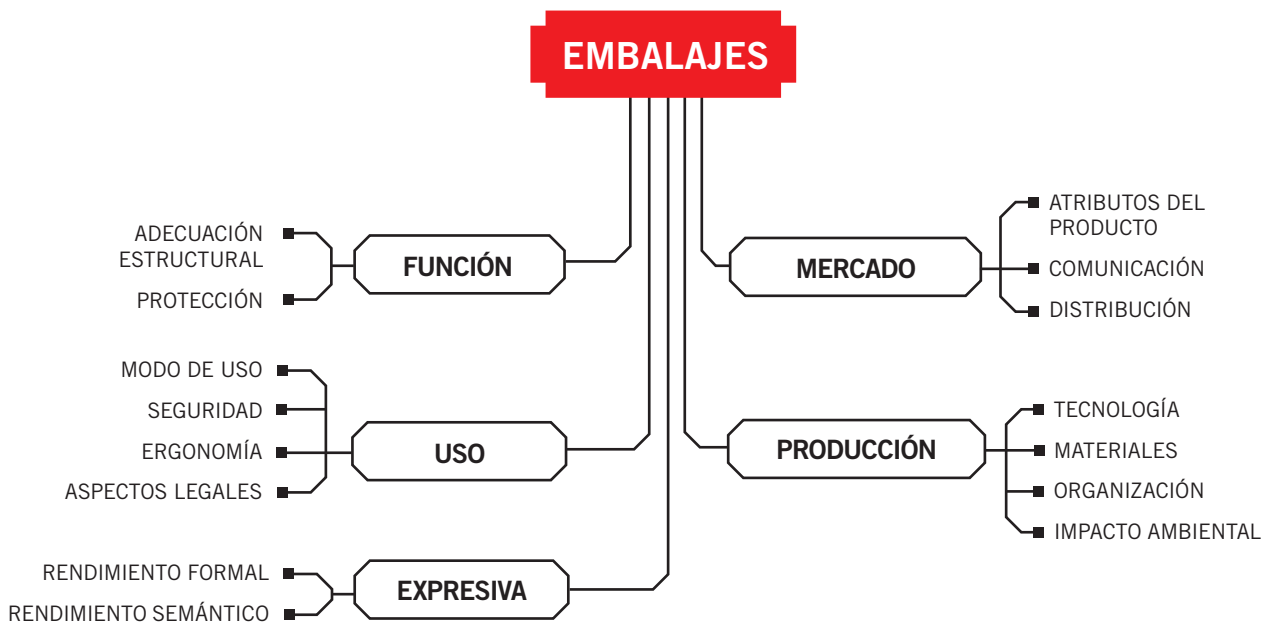 EMBALAJES
ADECUACIÓN
ESTRUCTURAL
PROTECCIÓN
FUNCIÓN
MODO DE USO
SEGURIDAD
ERGONOMÍA
ASPECTOS LEGALES
USO
RENDIMIENTO FORMAL
RENDIMIENTO SEMÁNTICO
EXPRESIVA
MERCADO
ATRIBUTOS DEL
PRODUCTO
COMUNICACIÓN
DISTRIBUCIÓN
PRODUCCIÓN
TECNOLOGÍA
MATERIALES
ORGANIZACIÓN
IMPACTO AMBIENTAL